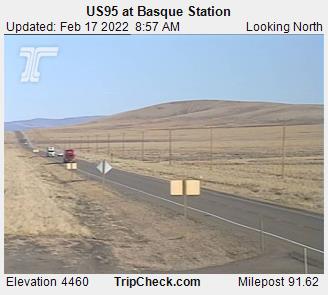 US95 at Basque Station
Updated: Feb 17 2022 8:57 AM Looking North
Elevation 4460 TripCheck.com Milepost 91.62